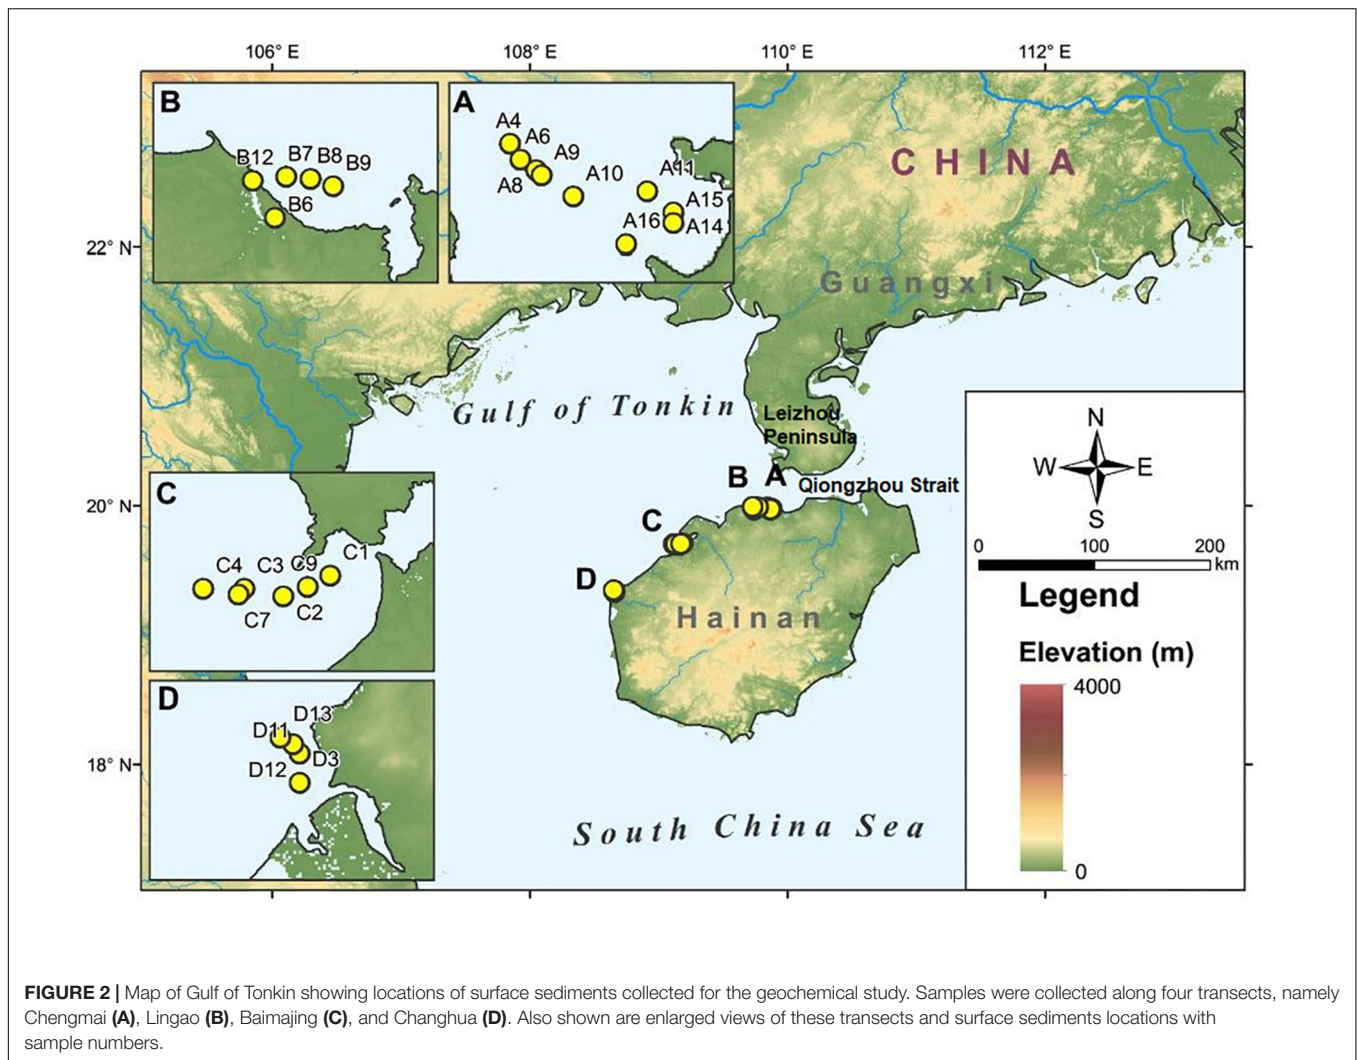 106° E
108° E
110° E
112° E
B
B12
B7
B8
B9
B6
A
A4
A6
A9
A8
A10
A11
A15
A16
A14
CHINA
Guangxi
22° N
Gulf of Tonkin
Leizhou
Peninsula
B
A
Qiongzhou Strait
20° N
C
D
Hainan
C
C4
C3
C9
C1
C7
C2
D
D13
D11
D3
D12
18° N
South China Sea
N
W
E
S
0
100
200
km
Legend
Elevation (m)
4000
0
FIGURE 2 | Map of Gulf of Tonkin showing locations of surface sediments collected for the geochemical study. Samples were collected along four transects, namely
Chengmai (A), Lingao (B), Baimajing (C), and Changhua (D). Also shown are enlarged views of these transects and surface sediments locations with
sample numbers.